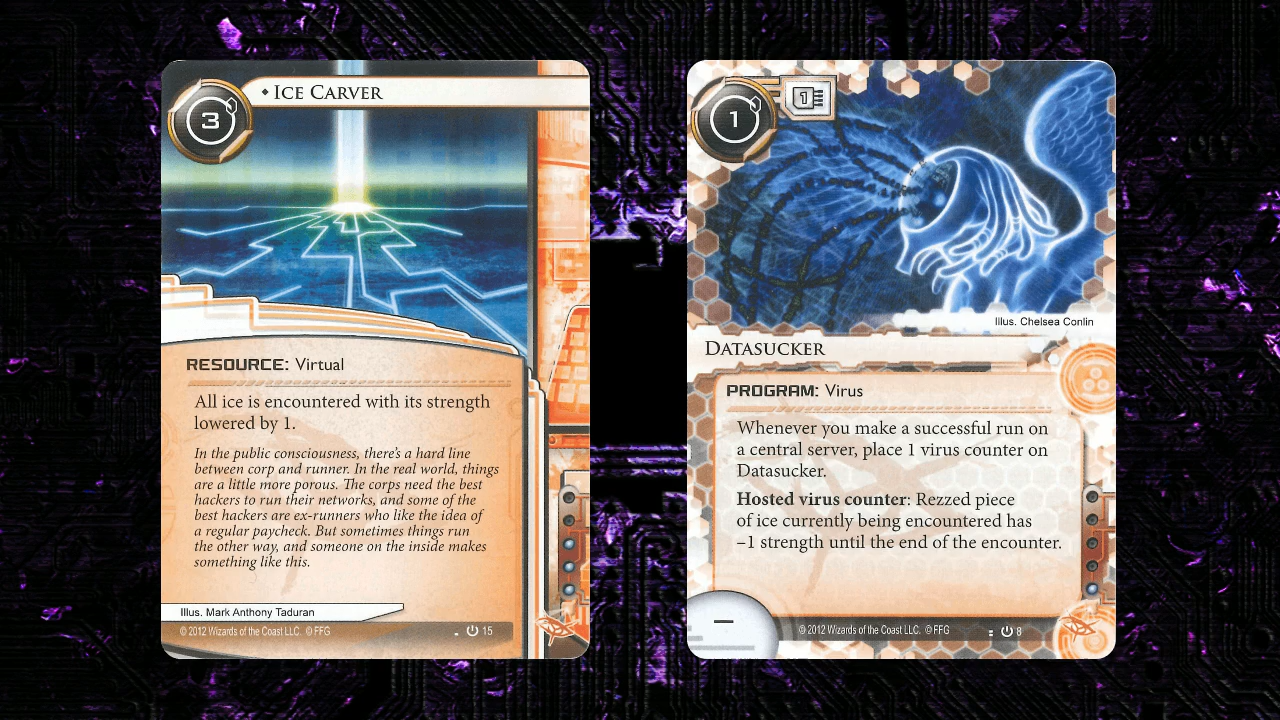 3
◆ ICE CARVER
RESOURCE: Virtual
All ice is encountered with its strength
lowered by 1.
In the public consciousness, there's a hard line
between corp and runner. In the real world, things
are a little more porous. The corps need the best
hackers to run their networks, and some of the
best hackers are ex-runners who like the idea of
a regular paycheck. But sometimes things run
the other way, and someone on the inside makes
something like this.
Illus. Mark Anthony Taduran
© 2012 Wizards of the Coast LLC. © FFG
15
1
1
Illus. Chelsea Conlin
DATASUCKER
PROGRAM: Virus
Whenever you make a successful run on
a central server, place 1 virus counter on
Datasucker.
Hosted virus counter: Rezzed piece
of ice currently being encountered has
–1 strength until the end of the encounter.
–
© 2012 Wizards of the Coast LLC. © FFG
8